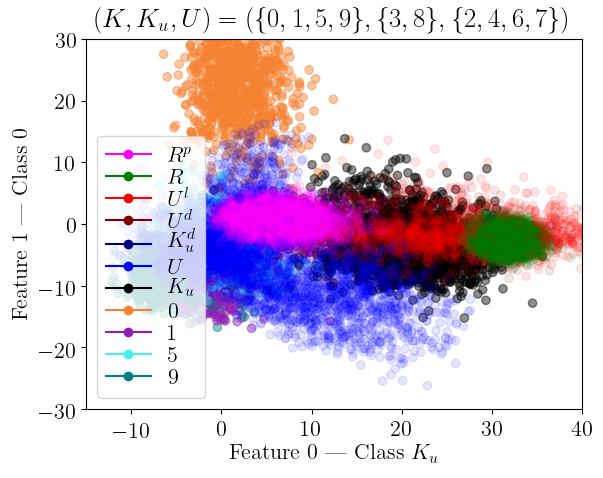 (K, K_u, U) = ({0, 1, 5, 9}, {3, 8}, {2, 4, 6, 7})
30
20
10
0
−10
−20
−30
Feature 1 — Class 0
R^p
R
U^l
U^d
K_u^d
U
K_u
0
1
5
9
−10 0 10 20 30 40
Feature 0 — Class K_u